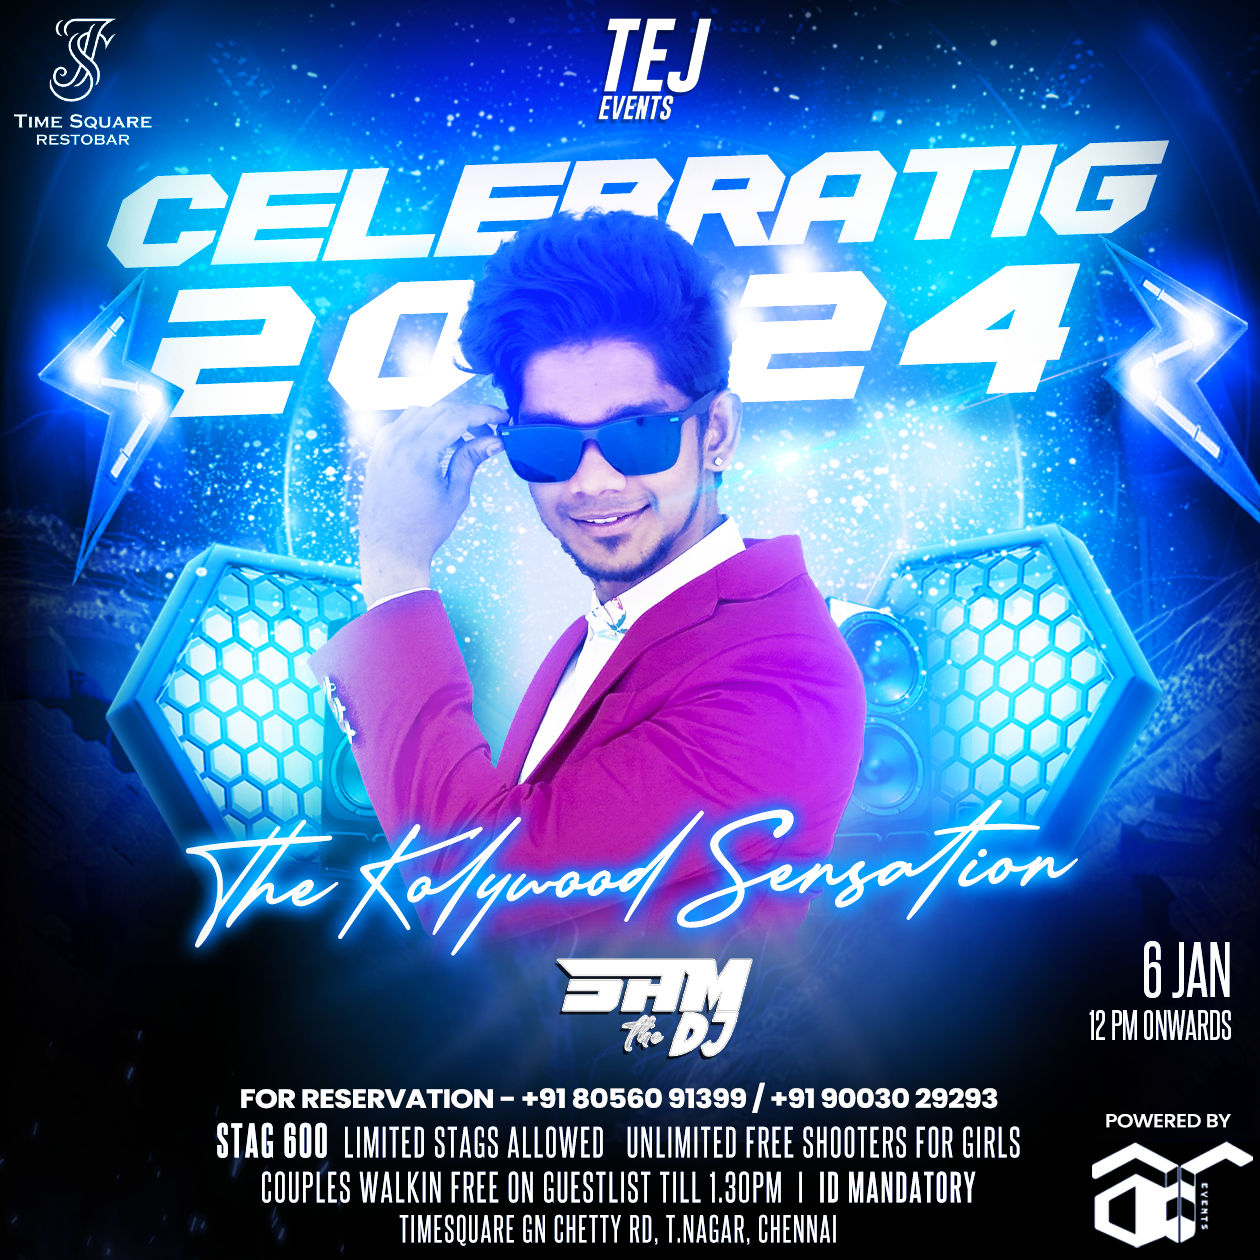 TIME SQUARE
RESTOBAR
TEJ
EVENTS
CELEBRATIG
2024
The Kolywood Sensation
SAM
the DJ
6 JAN
12 PM ONWARDS
FOR RESERVATION - +91 80560 91399 / +91 90030 29293
STAG 600 LIMITED STAGS ALLOWED UNLIMITED FREE SHOOTERS FOR GIRLS
COUPLES WALKIN FREE ON GUESTLIST TILL 1.30PM | ID MANDATORY
TIMESQUARE GN CHETTY RD, T.NAGAR, CHENNAI
POWERED BY
EVENTS